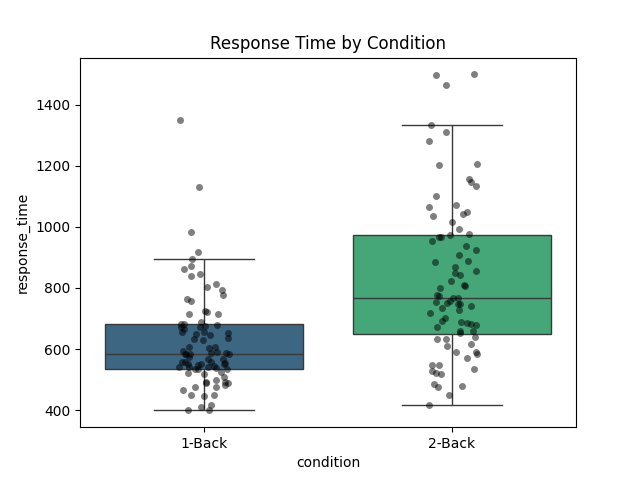 Response Time by Condition
response_time
1400
1200
1000
800
600
400
1-Back
2-Back
condition